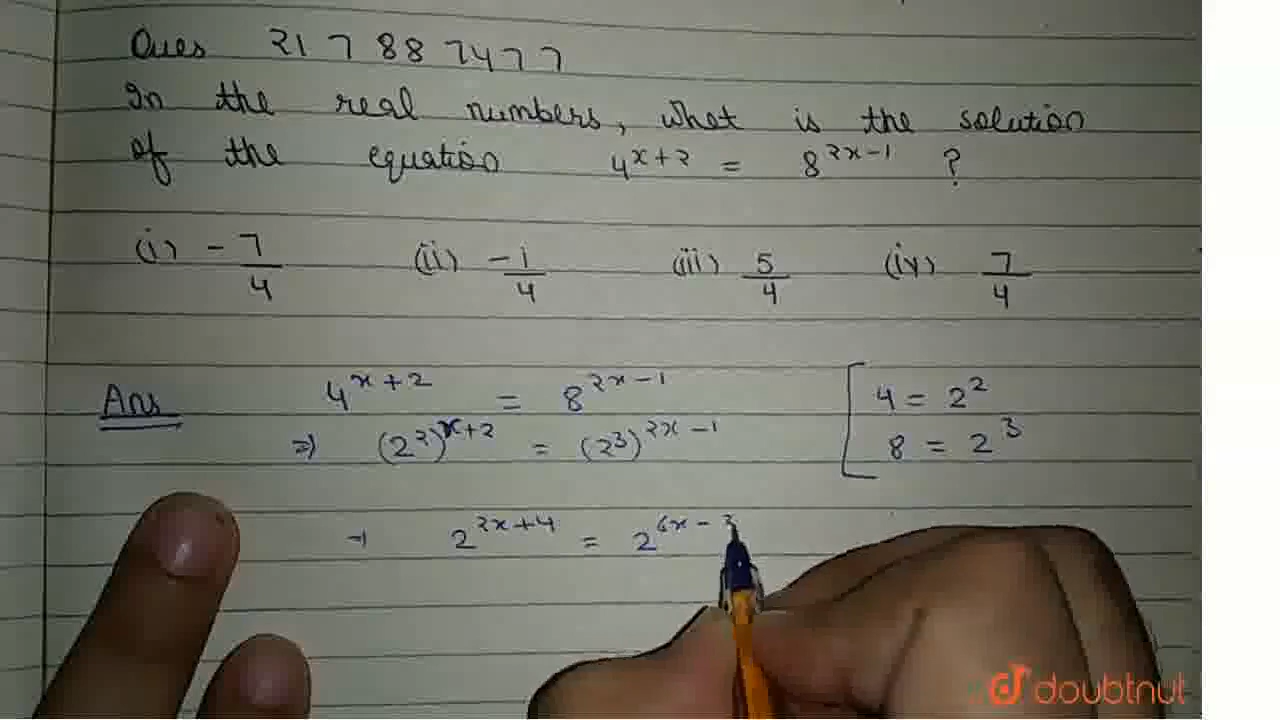 Ques 217887477
In the real numbers, what is the solution
of the equation 4^{x+2} = 8^{2x-1} ?
(i) -7/4 (ii) -1/4 (iii) 5/4 (iv) 7/4
Ans 4^{x+2} = 8^{2x-1} [ 4 = 2^2
⇒ (2^2)^{x+2} = (2^3)^{2x-1} 8 = 2^3
⇒ 2^{2x+4} = 2^{6x-3}
doubtnut